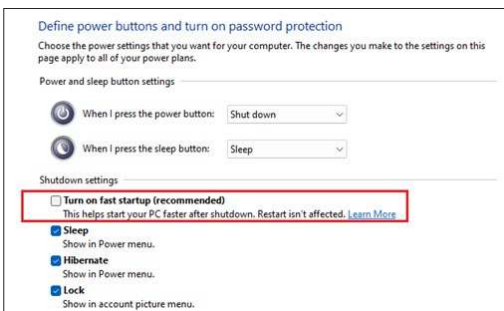 Define power buttons and turn on password protection
Choose the power settings that you want for your computer. The changes you make to the settings on this
page apply to all of your power plans.
Power and sleep button settings
When I press the power button: Shut down
When I press the sleep button: Sleep
Shutdown settings
Turn on fast startup (recommended)
This helps start your PC faster after shutdown. Restart isn't affected. Learn More
Sleep
Show in Power menu.
Hibernate
Show in Power menu.
Lock
Show in account picture menu.